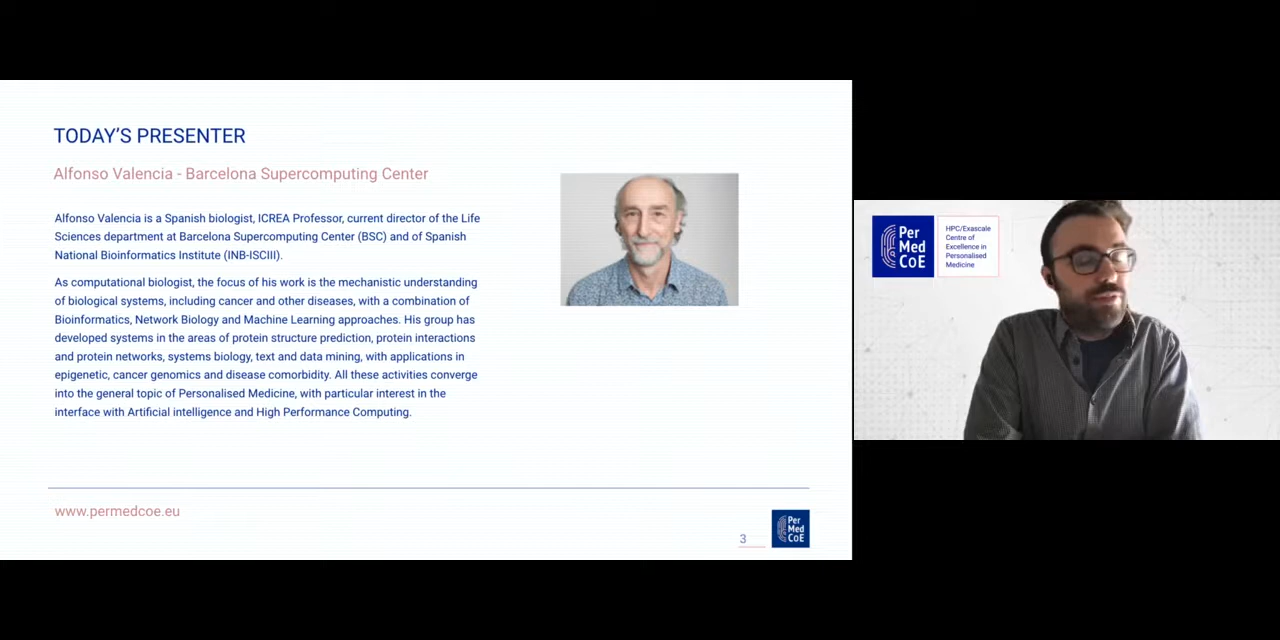 TODAY'S PRESENTER
Alfonso Valencia - Barcelona Supercomputing Center
Alfonso Valencia is a Spanish biologist, ICREA Professor, current director of the Life
Sciences department at Barcelona Supercomputing Center (BSC) and of Spanish
National Bioinformatics Institute (INB-ISCIII).
As computational biologist, the focus of his work is the mechanistic understanding
of biological systems, including cancer and other diseases, with a combination of
Bioinformatics, Network Biology and Machine Learning approaches. His group has
developed systems in the areas of protein structure prediction, protein interactions
and protein networks, systems biology, text and data mining, with applications in
epigenetic, cancer genomics and disease comorbidity. All these activities converge
into the general topic of Personalised Medicine, with particular interest in the
interface with Artificial intelligence and High Performance Computing.
www.permedcoe.eu
3
Per
Med
CoE
Per
Med
CoE
HPC/Exascale
Centre of
Excellence in
Personalised
Medicine